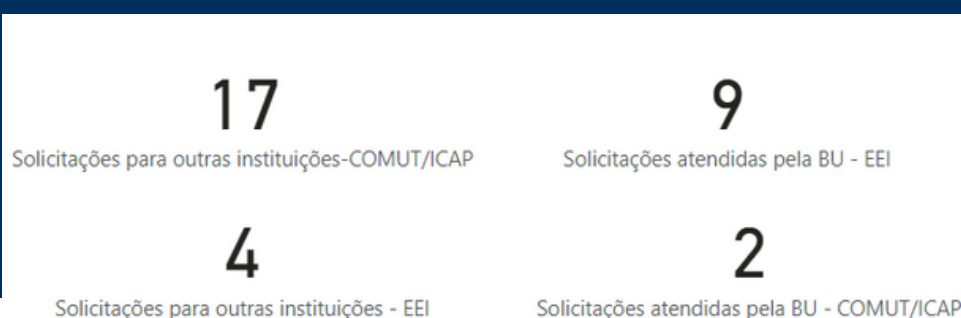 17
9
Solicitações para outras instituições-COMUT/ICAP
Solicitações atendidas pela BU - EEI
4
2
Solicitações para outras instituições - EEI
Solicitações atendidas pela BU - COMUT/ICAP